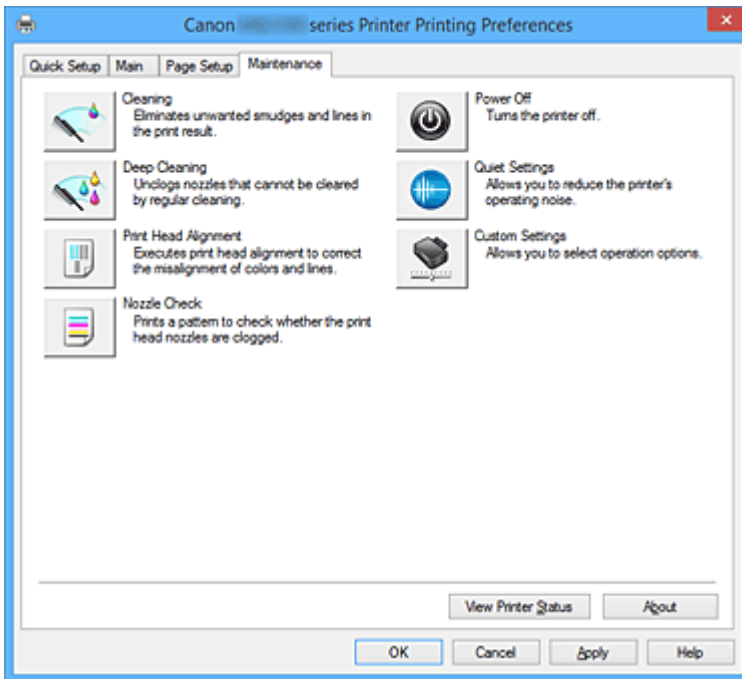 Canon series Printer Printing Preferences
Quick Setup Main Page Setup Maintenance
Cleaning
Eliminates unwanted smudges and lines in
the print result.
Deep Cleaning
Unclogs nozzles that cannot be cleared
by regular cleaning.
Print Head Alignment
Executes print head alignment to correct
the misalignment of colors and lines.
Nozzle Check
Prints a pattern to check whether the print
head nozzles are clogged.
Power Off
Turns the printer off.
Quiet Settings
Allows you to reduce the printer's
operating noise.
Custom Settings
Allows you to select operation options.
View Printer Status About
OK Cancel Apply Help